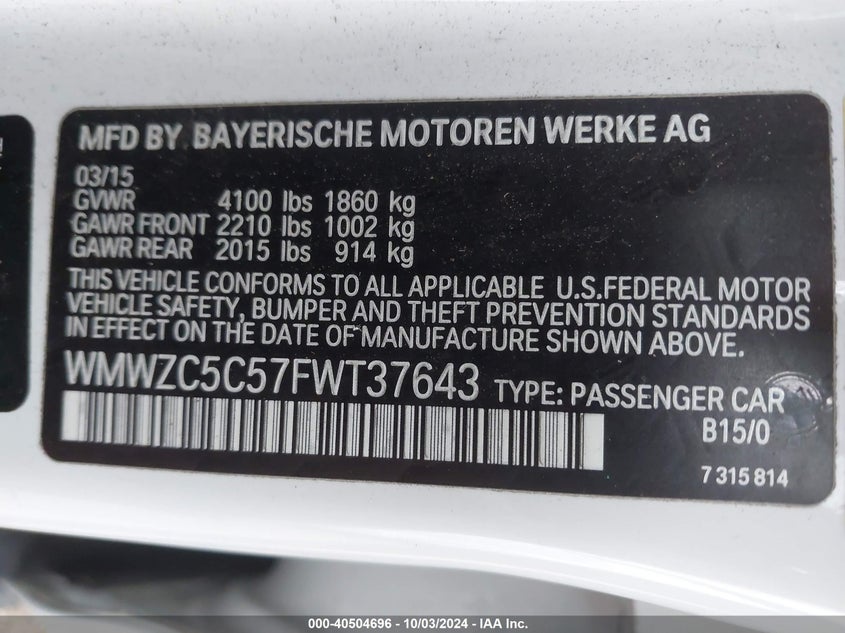 MFD BY BAYERISCHE MOTOREN WERKE AG
03/15
GVWR 4100 lbs 1860 kg
GAWR FRONT 2210 lbs 1002 kg
GAWR REAR 2015 lbs 914 kg
THIS VEHICLE CONFORMS TO ALL APPLICABLE U.S.FEDERAL MOTOR
VEHICLE SAFETY, BUMPER AND THEFT PREVENTION STANDARDS
IN EFFECT ON THE DATE OF MANUFACTURE SHOWN ABOVE.
WMWZC5C57FWT37643 TYPE: PASSENGER CAR
B15/0
7 315 814
000-40504696 - 10/03/2024 - IAA Inc.